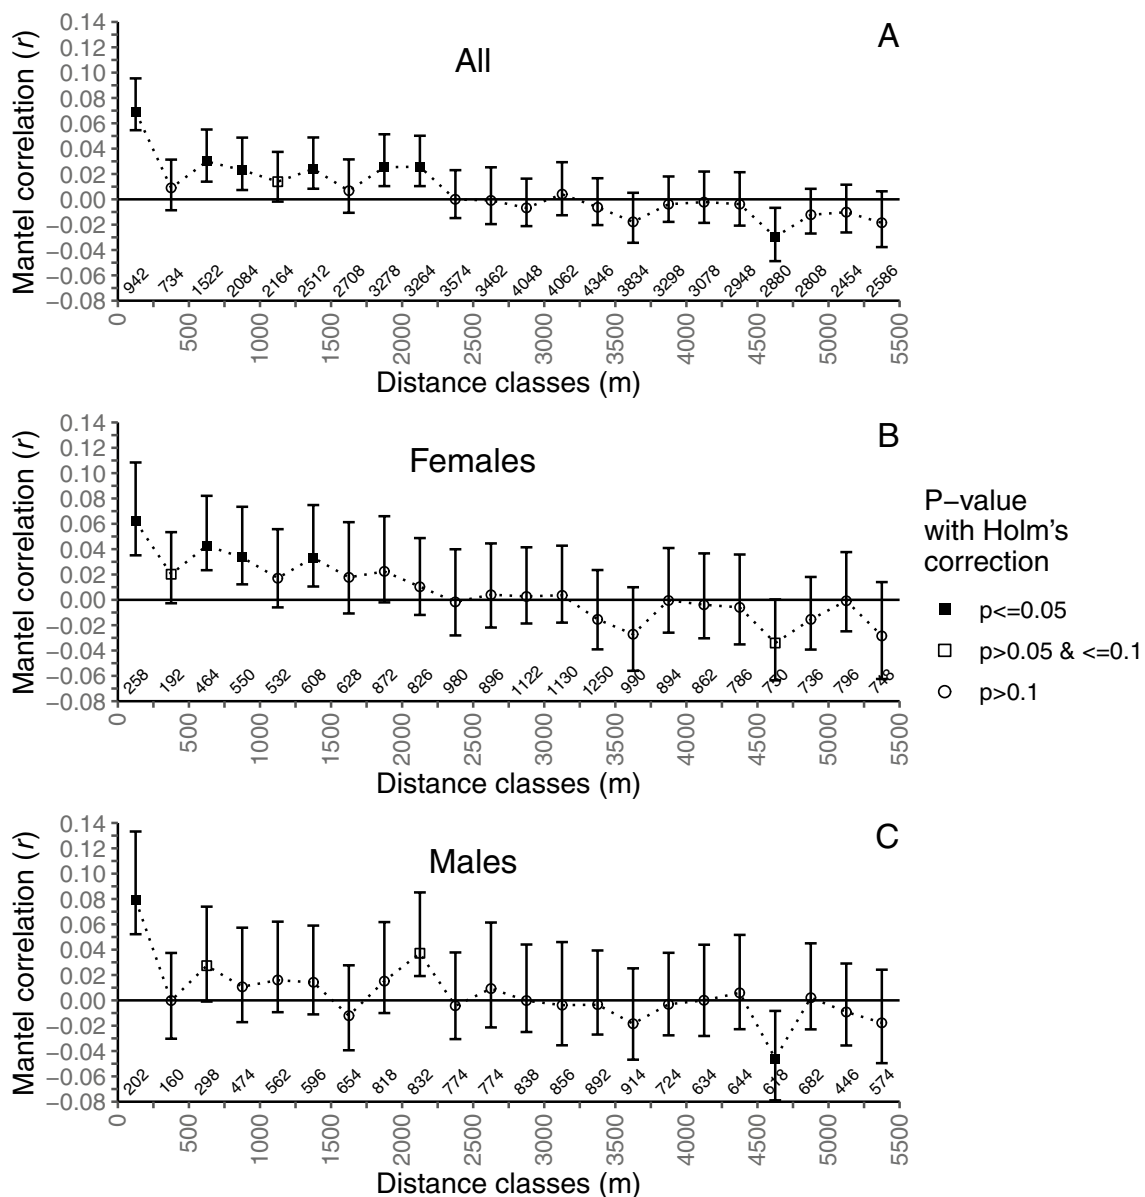 A
All
Mantel correlation (r)
0.14
0.12
0.10
0.08
0.06
0.04
0.02
0.00
−0.02
−0.04
−0.06
−0.08
942 734 1522 2084 2164 2512 2708 3278 3264 3574 3462 4048 4062 4346 3834 3298 3078 2948 2880 2808 2454 2586
0 500 1000 1500 2000 2500 3000 3500 4000 4500 5000 5500
Distance classes (m)
B
Females
Mantel correlation (r)
0.14
0.12
0.10
0.08
0.06
0.04
0.02
0.00
−0.02
−0.04
−0.06
−0.08
258 192 464 550 532 608 628 872 826 980 896 1122 1130 1250 990 894 862 786 730 736 796 748
0 500 1000 1500 2000 2500 3000 3500 4000 4500 5000 5500
Distance classes (m)
P−value
with Holm's
correction
p<=0.05
p>0.05 & <=0.1
p>0.1
C
Males
Mantel correlation (r)
0.14
0.12
0.10
0.08
0.06
0.04
0.02
0.00
−0.02
−0.04
−0.06
−0.08
202 160 298 474 562 596 654 818 832 774 774 838 856 892 914 724 634 644 618 682 446 574
0 500 1000 1500 2000 2500 3000 3500 4000 4500 5000 5500
Distance classes (m)